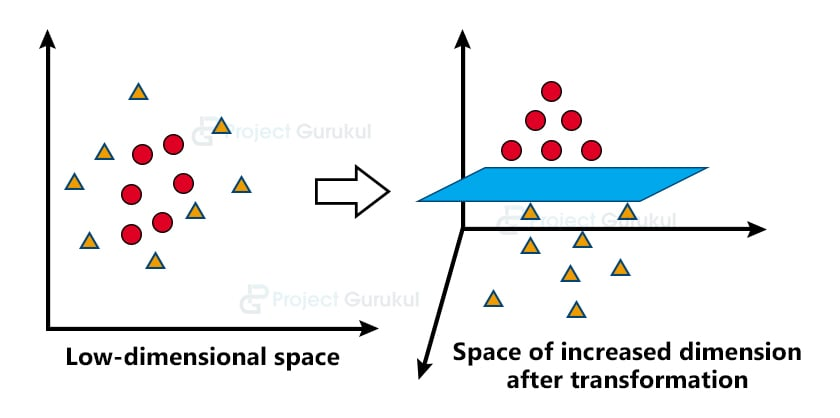 Project Gurukul
Project Gurukul
Project Gurukul
Low-dimensional space
Space of increased dimension
after transformation